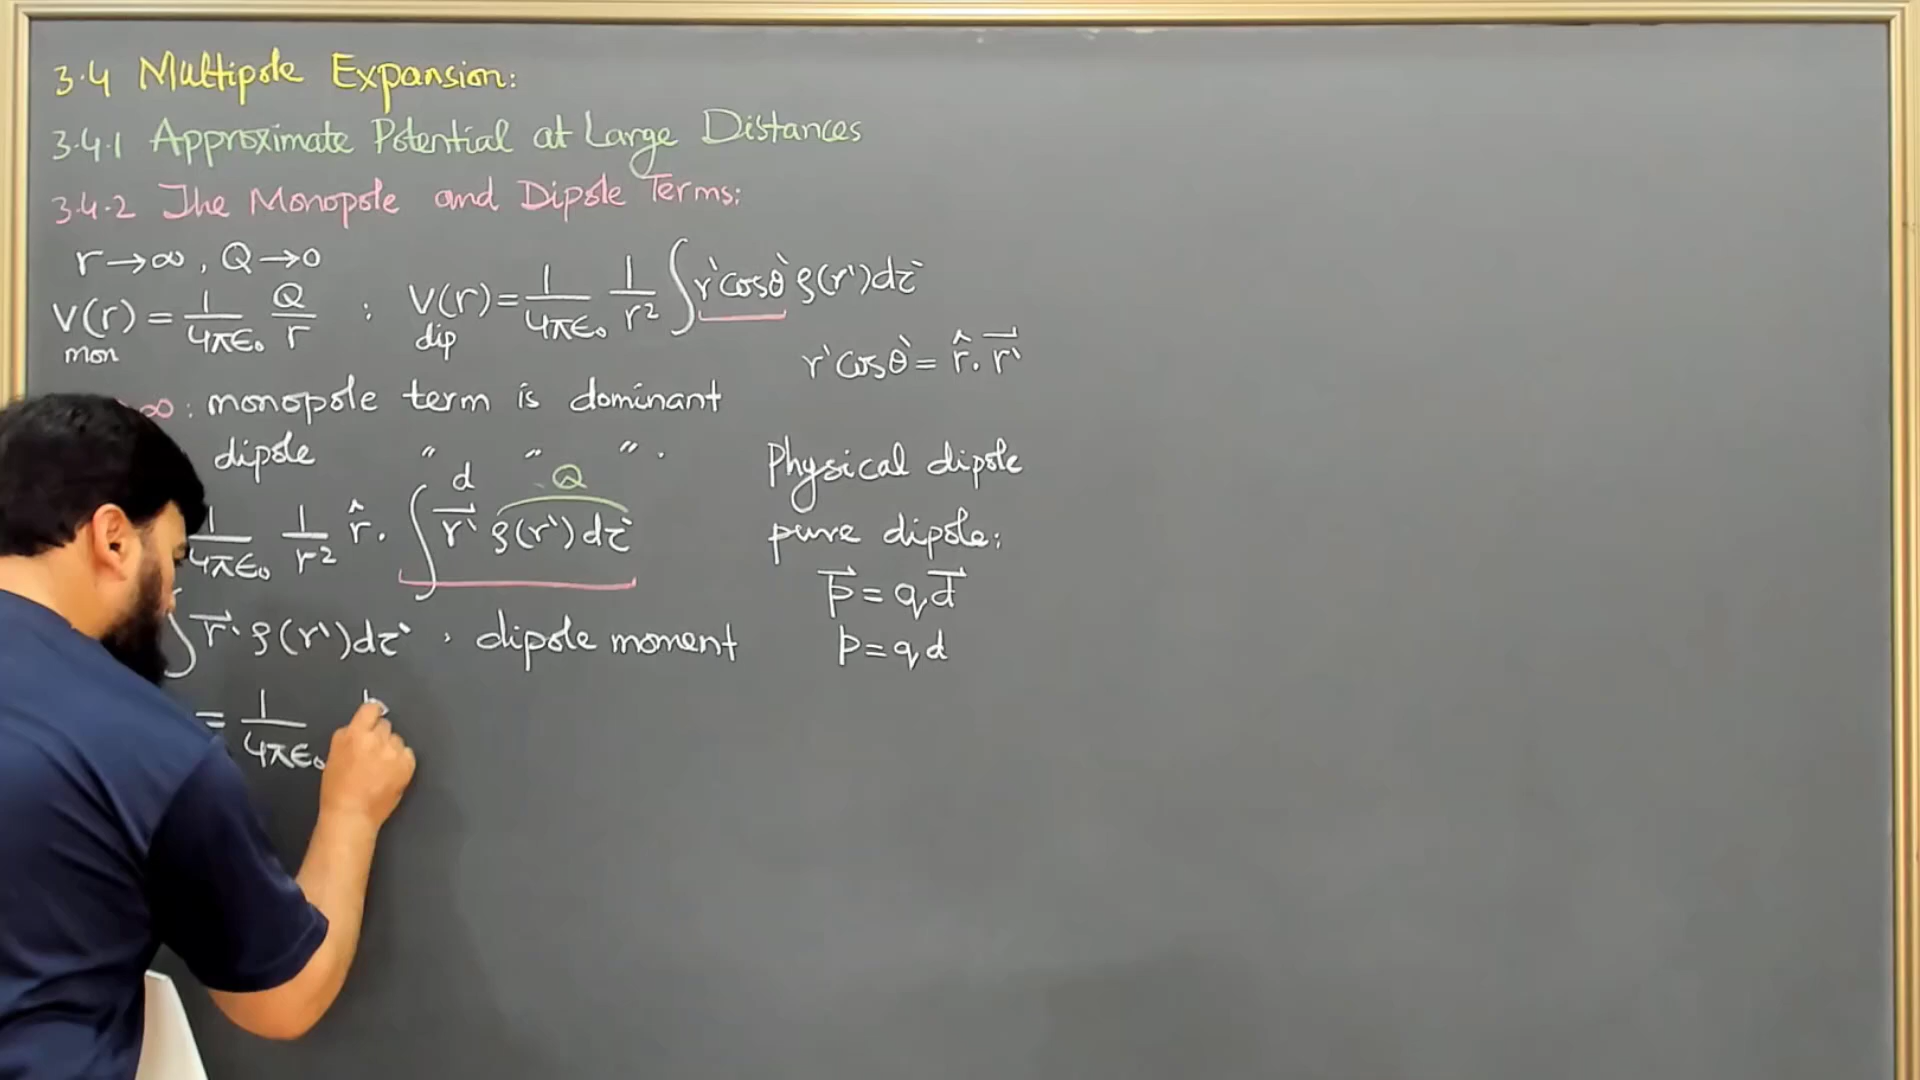 3.4 Multipole Expansion:
3.4.1 Approximate Potential at Large Distances
3.4.2 The Monopole and Dipole Terms:
r→∞, Q→0
V(r) = 1/4πϵ₀ Q/r ; V(r) = 1/4πϵ₀ 1/r² ∫r'cosθ' ρ(r')dτ'
mon dip
r'cosθ' = r̂.r⃗'
∞: monopole term is dominant
dipole " " " .
d Q
1/4πϵ₀ 1/r² r̂. ∫r⃗' ρ(r')dτ'
∫r⃗' ρ(r')dτ' , dipole moment
= 1/4πϵ₀
Physical dipole
pure dipole:
p⃗ = qd⃗
p = qd